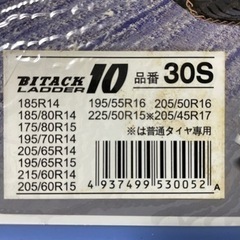 BITACK 10 品番 30S
LADDER
185R14 195/55R16 205/50R16
185/80R14 225/50R15※205/45R17
175/80R15 ※は普通タイヤ専用
195/70R14
205/65R14
195/65R15
215/60R14
205/60R15
4 937499 530052 A